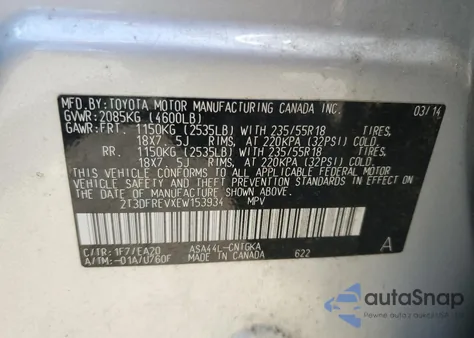 MFD. BY: TOYOTA MOTOR MANUFACTURING CANADA INC. 03/14
GVWR: 2085KG (4600LB)
GAWR: FRT. 1150KG (2535LB) WITH 235/55R18 TIRES.
18X7. 5J RIMS, AT 220KPA (32PSI) COLD.
RR. 1150KG (2535LB) WITH 235/55R18 TIRES.
18X7. 5J RIMS, AT 220KPA (32PSI) COLD.
THIS VEHICLE CONFORMS TO ALL APPLICABLE FEDERAL MOTOR
VEHICLE SAFETY STANDARDS IN EFFECT ON
THE DATE OF MANUFACTURE SHOWN ABOVE.
2T3DFREVXEW153934 MPV
A
C/TR: 1F7/EA20 ASA44L-CNTGKA
A/TM: -01A/U760F MADE IN CANADA 622
autoSnap
Drive now, drive wow!